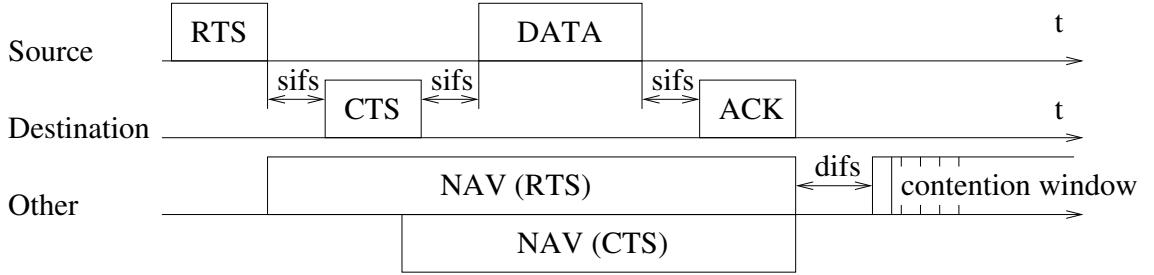 RTS DATA t
Source
sifs sifs sifs
CTS ACK t
Destination
NAV (RTS) difs contention window
Other
NAV (CTS)